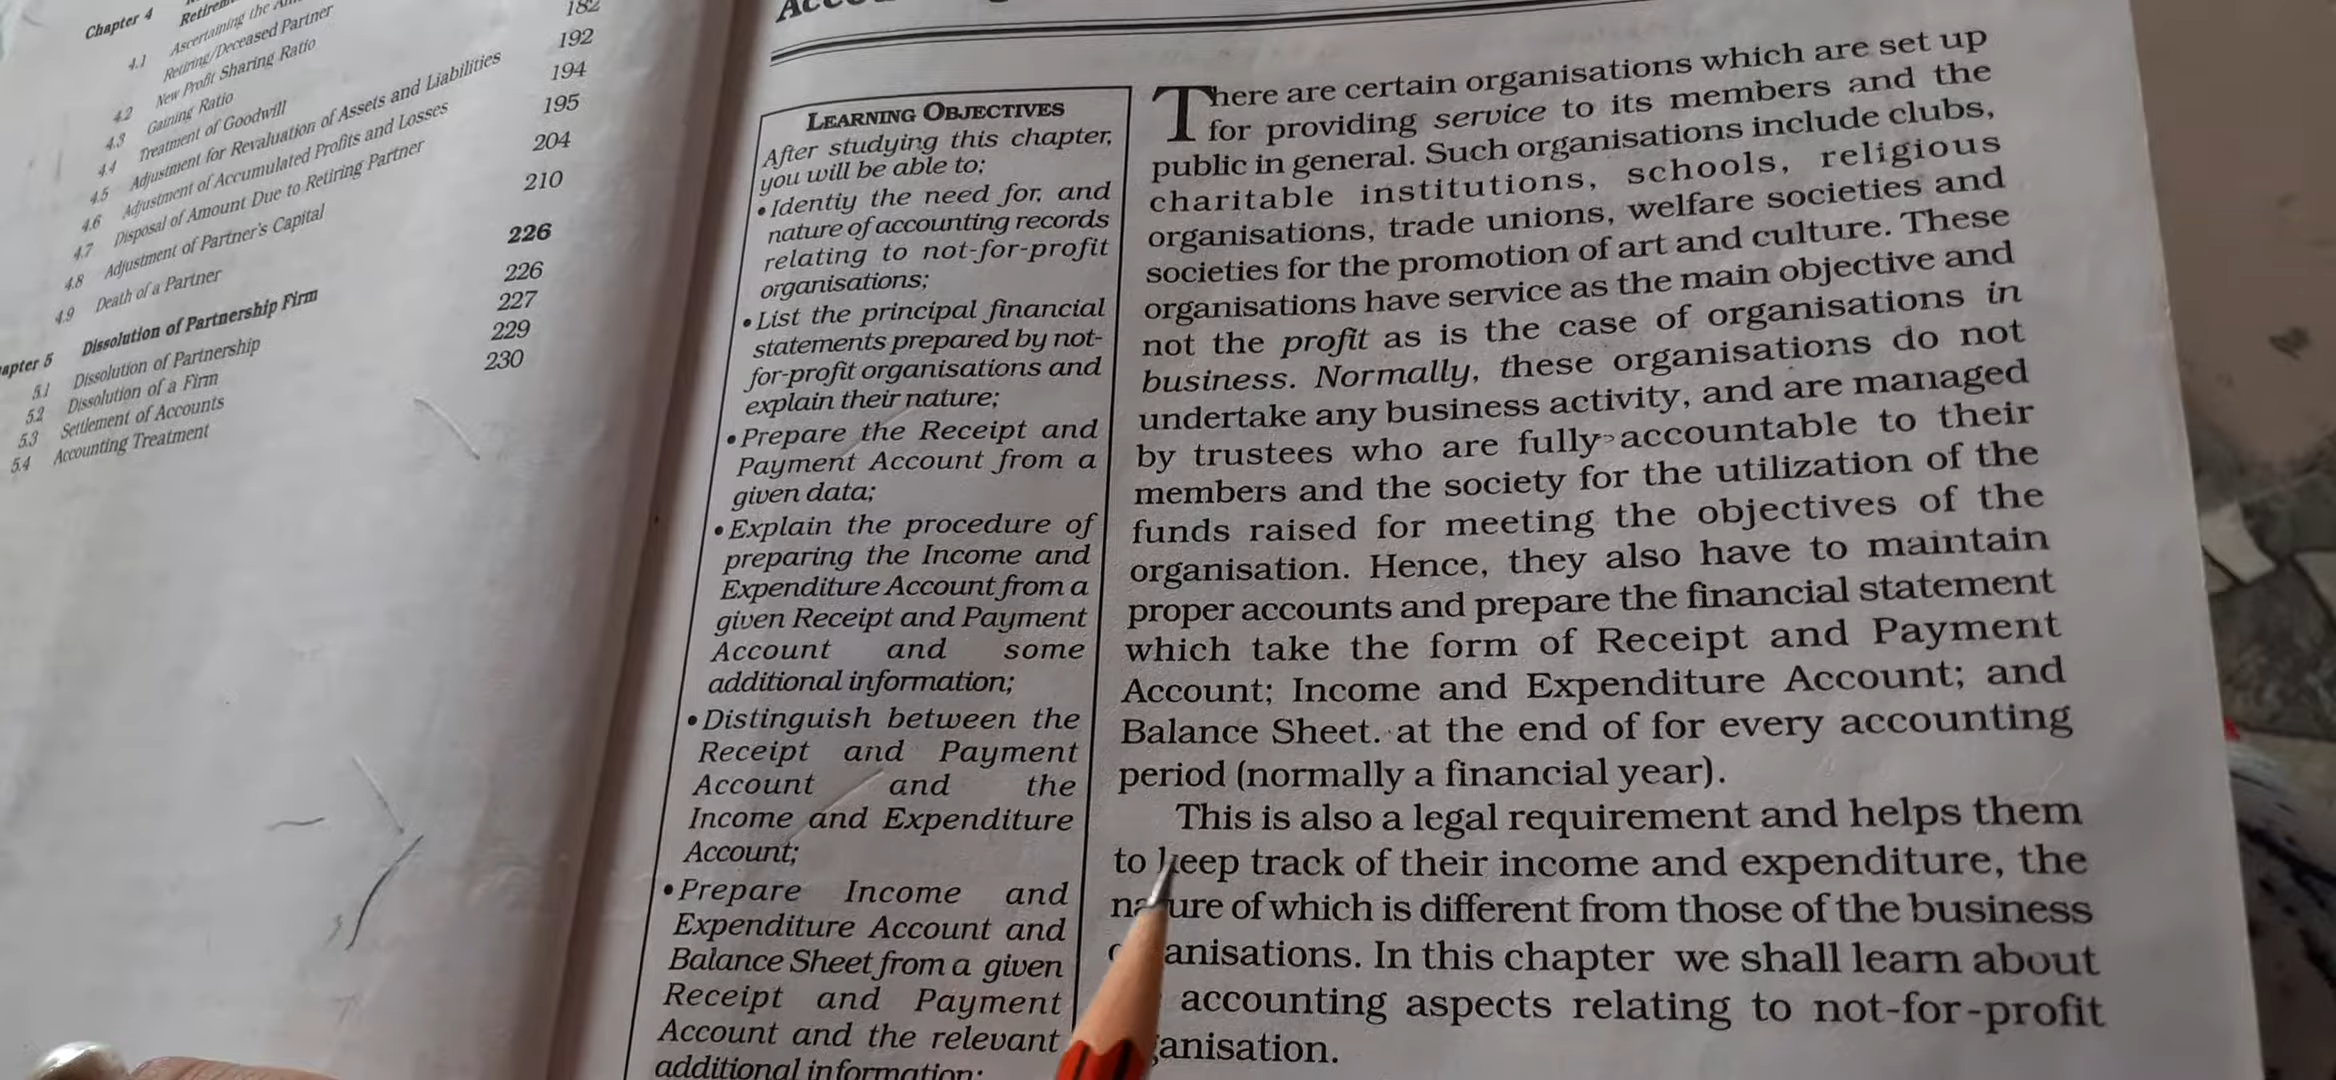 Chapter 4
4.1 Ascertaining the
Retiring/Deceased Partner
4.2 New Profit Sharing Ratio
4.3 Gaining Ratio
4.4 Treatment of Goodwill
4.5 Adjustment for Revaluation of Assets and Liabilities
4.6 Adjustment of Accumulated Profits and Losses
4.7 Disposal of Amount Due to Retiring Partner
4.8 Adjustment of Partner's Capital
4.9 Death of a Partner
5 Dissolution of Partnership Firm
5.1 Dissolution of Partnership
5.2 Dissolution of a Firm
5.3 Settlement of Accounts
5.4 Accounting Treatment
182
192
194
195
204
210
226
226
227
229
230
LEARNING OBJECTIVES
After studying this chapter,
you will be able to;
• Identiy the need for, and
nature of accounting records
relating to not-for-profit
organisations;
• List the principal financial
statements prepared by not-
for-profit organisations and
explain their nature;
• Prepare the Receipt and
Payment Account from a
given data;
• Explain the procedure of
preparing the Income and
Expenditure Account from a
given Receipt and Payment
Account and some
additional information;
• Distinguish between the
Receipt and Payment
Account and the
Income and Expenditure
Account;
• Prepare Income and
Expenditure Account and
Balance Sheet from a given
Receipt and Payment
Account and the relevant
additional information;
There are certain organisations which are set up
for providing service to its members and the
public in general. Such organisations include clubs,
charitable institutions, schools, religious
organisations, trade unions, welfare societies and
societies for the promotion of art and culture. These
organisations have service as the main objective and
not the profit as is the case of organisations in
business. Normally, these organisations do not
undertake any business activity, and are managed
by trustees who are fully accountable to their
members and the society for the utilization of the
funds raised for meeting the objectives of the
organisation. Hence, they also have to maintain
proper accounts and prepare the financial statement
which take the form of Receipt and Payment
Account; Income and Expenditure Account; and
Balance Sheet. at the end of for every accounting
period (normally a financial year).
This is also a legal requirement and helps them
to keep track of their income and expenditure, the
nature of which is different from those of the business
organisations. In this chapter we shall learn about
accounting aspects relating to not-for-profit
organisation.